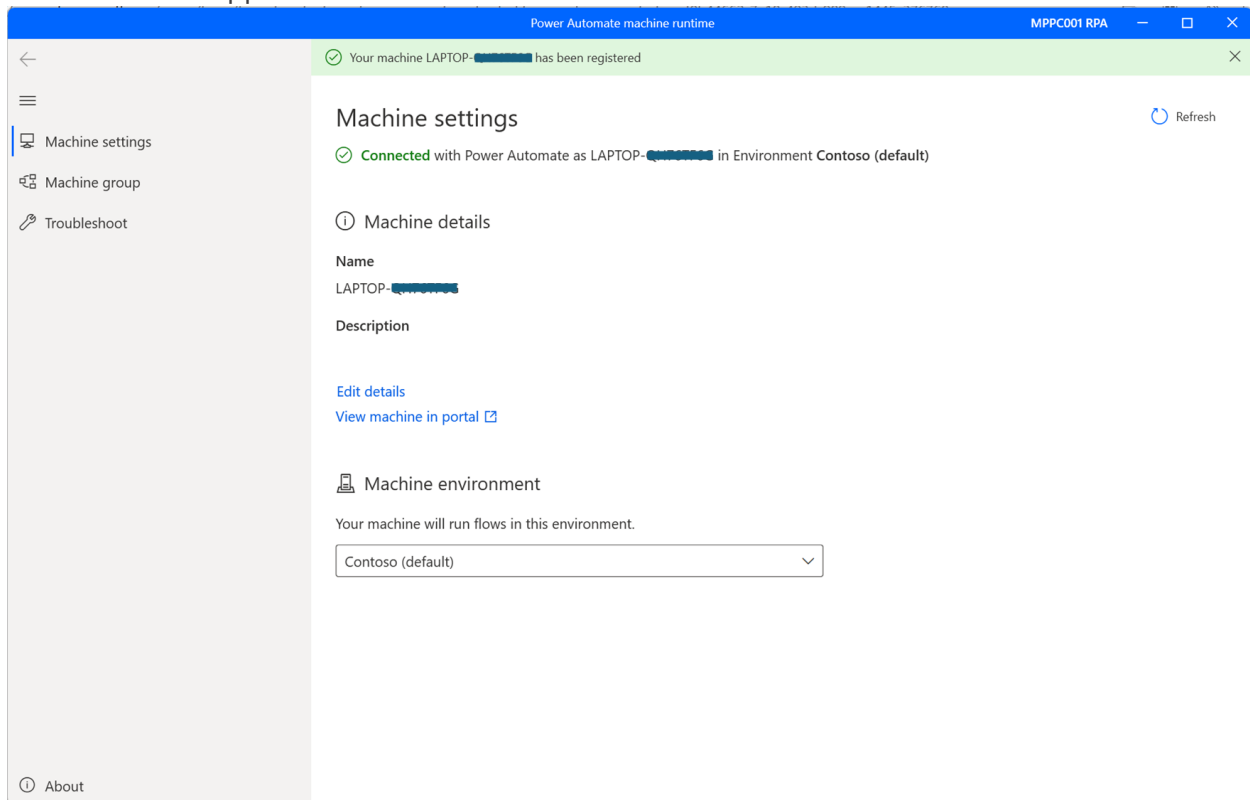 Power Automate machine runtime
MPPC001 RPA
Your machine LAPTOP- has been registered
Machine settings
Machine group
Troubleshoot
About
Machine settings
Refresh
Connected with Power Automate as LAPTOP- in Environment Contoso (default)
Machine details
Name
LAPTOP-
Description
Edit details
View machine in portal
Machine environment
Your machine will run flows in this environment.
Contoso (default)